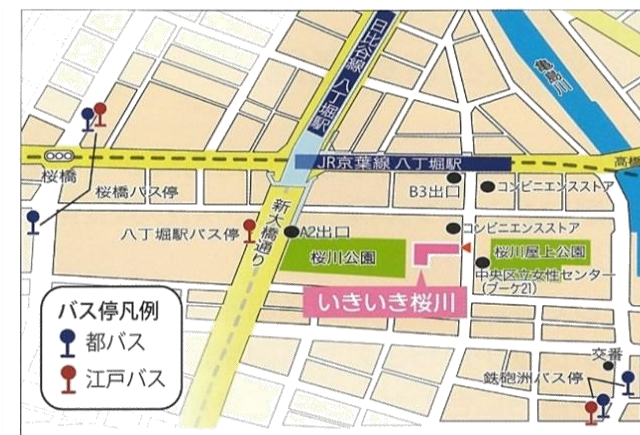 日比谷線 八丁堀駅
亀島川
JR京葉線 八丁堀駅
高橋
桜橋
桜橋バス停
B3出口
コンビニエンスストア
八丁堀駅バス停
新大橋通り
A2出口
コンビニエンスストア
桜川公園
桜川屋上公園
中央区立女性センター
(ブーケ21)
いきいき桜川
バス停凡例
都バス
江戸バス
交番
鉄砲洲バス停